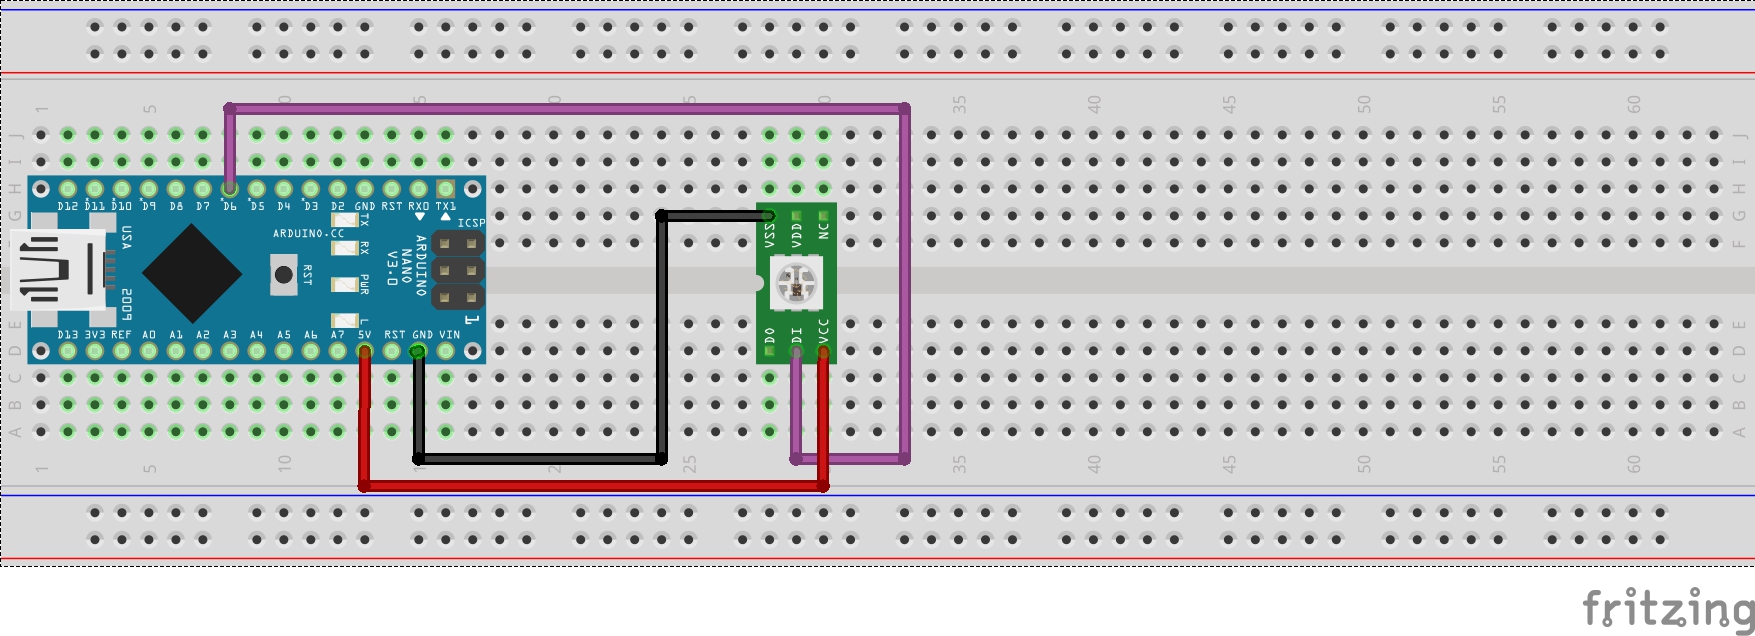 1 5 10 15 20 25 30 35 40 45 50 55 60
J J
I I
H H
D12 D11 D10 D9 D8 D7 D6 D5 D4 D3 D2 GND RST RX0 TX1
G G
F F
TX
RX
PWR
L
ICSP
1
ARDUINO.CC
USA
2009
RST
ARDUINO
NANO
V3.0
VSS VDD NC
DO DI VCC
E E
D13 3V3 REF A0 A1 A2 A3 A4 A5 A6 A7 5V RST GND VIN
D D
C C
B B
A A
1 5 10 15 20 25 35 40 45 50 55 60
fritzing